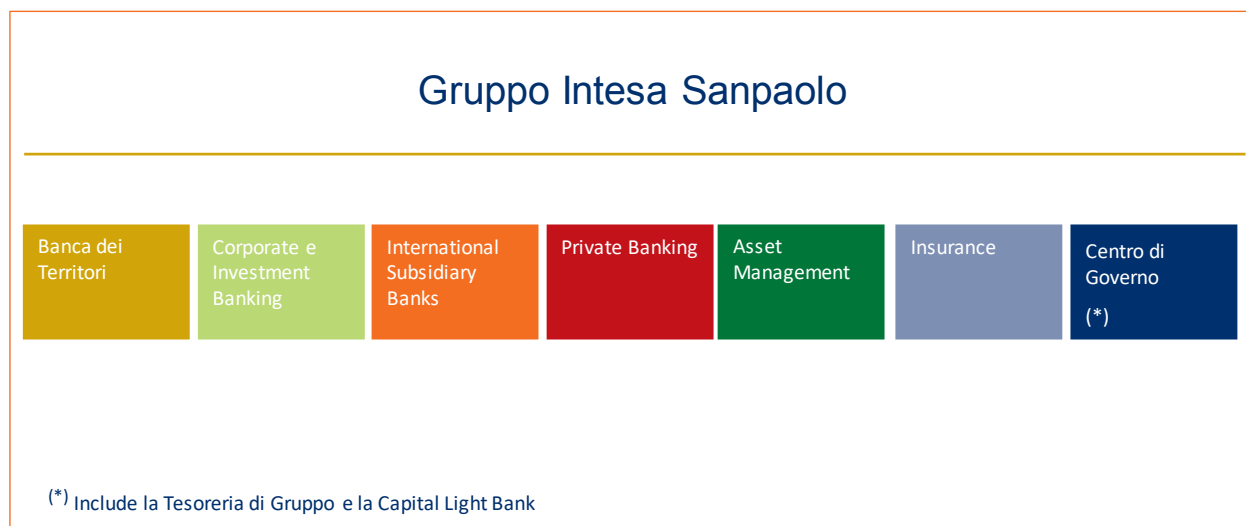 Gruppo Intesa Sanpaolo
Banca dei
Territori
Corporate e
Investment
Banking
International
Subsidiary
Banks
Private Banking
Asset
Management
Insurance
Centro di
Governo
(*)
(*) Include la Tesoreria di Gruppo e la Capital Light Bank